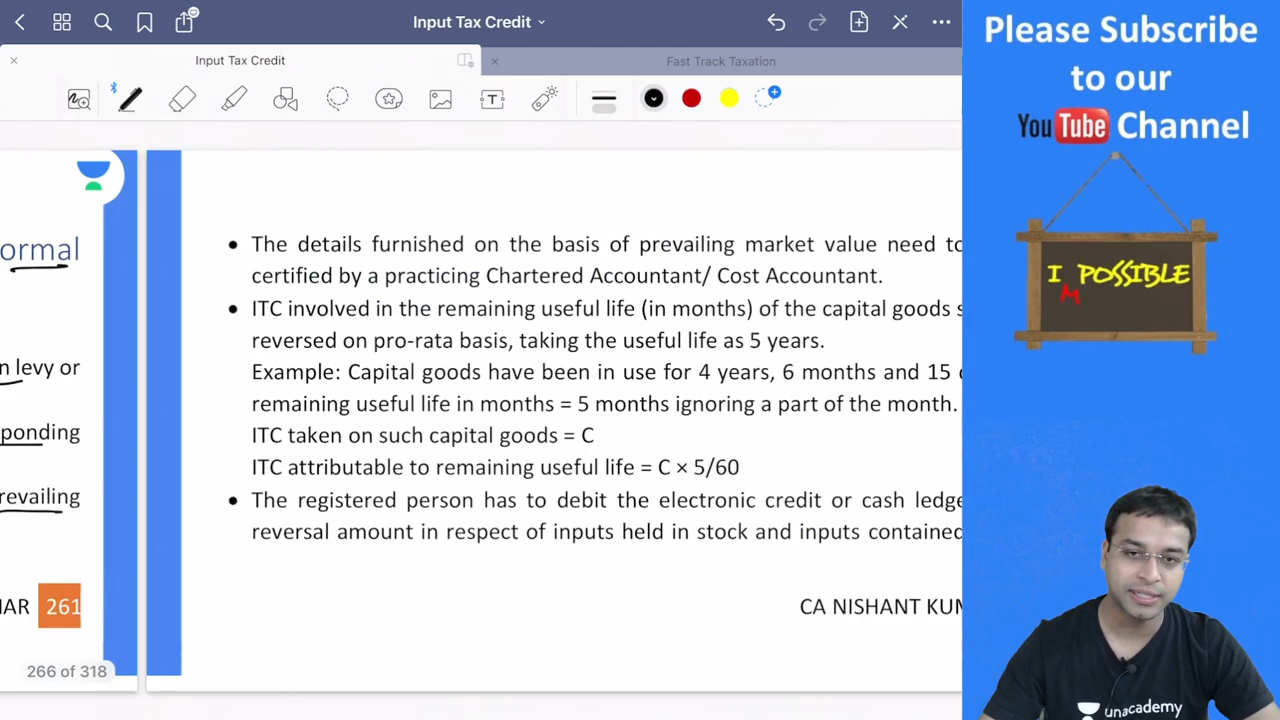 Input Tax Credit
Input Tax Credit
Fast Track Taxation
Please Subscribe
to our
YouTube Channel
I POSSIBLE
M
ormal
n levy or
ponding
revailing
AR 261
266 of 318
• The details furnished on the basis of prevailing market value need to
certified by a practicing Chartered Accountant/ Cost Accountant.
• ITC involved in the remaining useful life (in months) of the capital goods s
reversed on pro-rata basis, taking the useful life as 5 years.
Example: Capital goods have been in use for 4 years, 6 months and 15
remaining useful life in months = 5 months ignoring a part of the month.
ITC taken on such capital goods = C
ITC attributable to remaining useful life = C × 5/60
• The registered person has to debit the electronic credit or cash ledge
reversal amount in respect of inputs held in stock and inputs contained
CA NISHANT KUM
unacademy